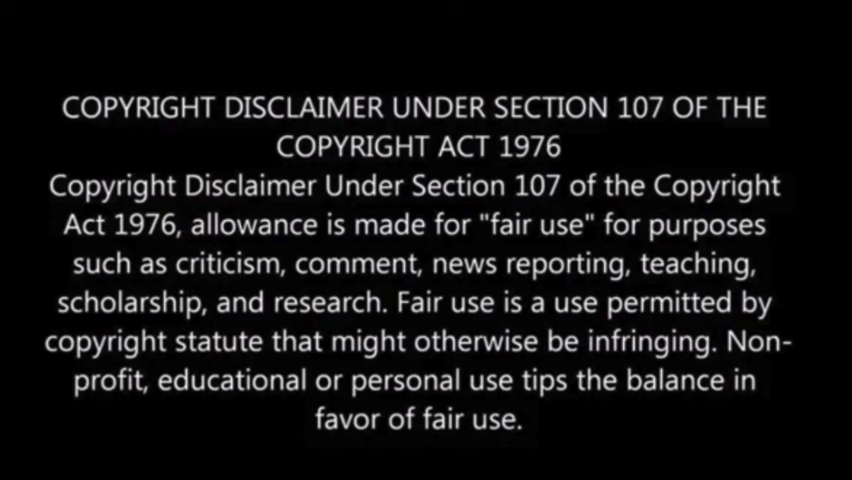 COPYRIGHT DISCLAIMER UNDER SECTION 107 OF THE
COPYRIGHT ACT 1976
Copyright Disclaimer Under Section 107 of the Copyright
Act 1976, allowance is made for "fair use" for purposes
such as criticism, comment, news reporting, teaching,
scholarship, and research. Fair use is a use permitted by
copyright statute that might otherwise be infringing. Non-
profit, educational or personal use tips the balance in
favor of fair use.